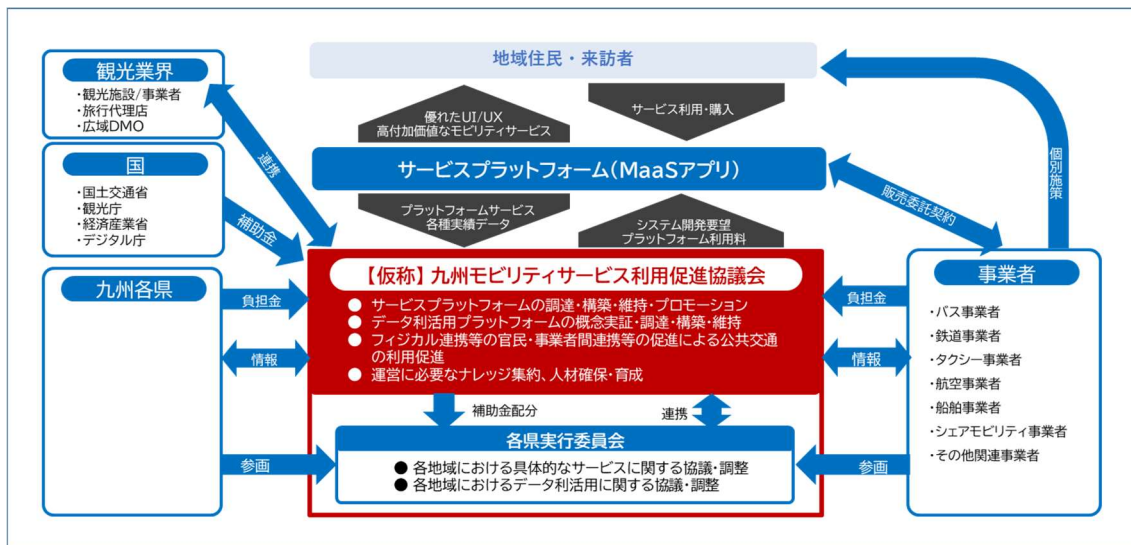 地域住民・来訪者
観光業界
・観光施設/事業者
・旅行代理店
・広域DMO
優れたUI/UX
高付加価値なモビリティサービス
サービス利用・購入
連携
個別施策
国
・国土交通省
・観光庁
・経済産業省
・デジタル庁
サービスプラットフォーム(MaaSアプリ)
販売委託契約
補助金
プラットフォームサービス
各種実績データ
システム開発要望
プラットフォーム利用料
九州各県
【仮称】九州モビリティサービス利用促進協議会
事業者
負担金
● サービスプラットフォームの調達・構築・維持・プロモーション
● データ利活用プラットフォームの概念実証・調達・構築・維持
● フィジカル連携等の官民・事業者間連携等の促進による公共交通
の利用促進
● 運営に必要なナレッジ集約、人材確保・育成
負担金
情報
情報
・バス事業者
・鉄道事業者
・タクシー事業者
・航空事業者
・船舶事業者
・シェアモビリティ事業者
・その他関連事業者
補助金配分
連携
各県実行委員会
● 各地域における具体的なサービスに関する協議・調整
● 各地域におけるデータ利活用に関する協議・調整
参画
参画